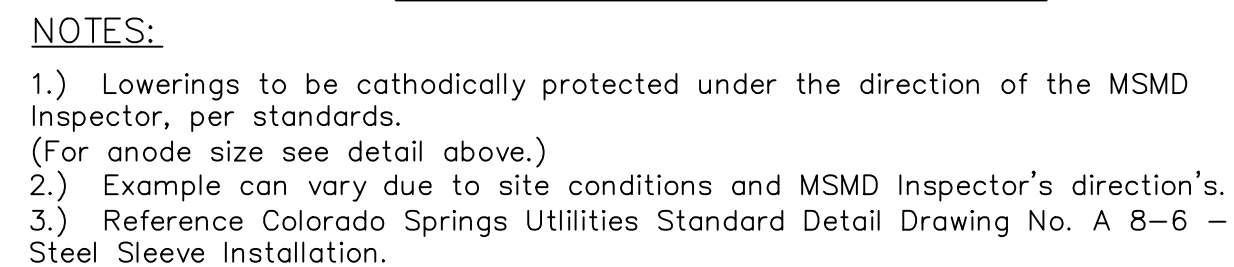 NOTES:
1.) Lowerings to be cathodically protected under the direction of the MSMD
Inspector, per standards.
(For anode size see detail above.)
2.) Example can vary due to site conditions and MSMD Inspector's direction's.
3.) Reference Colorado Springs Utlilities Standard Detail Drawing No. A 8-6 -
Steel Sleeve Installation.